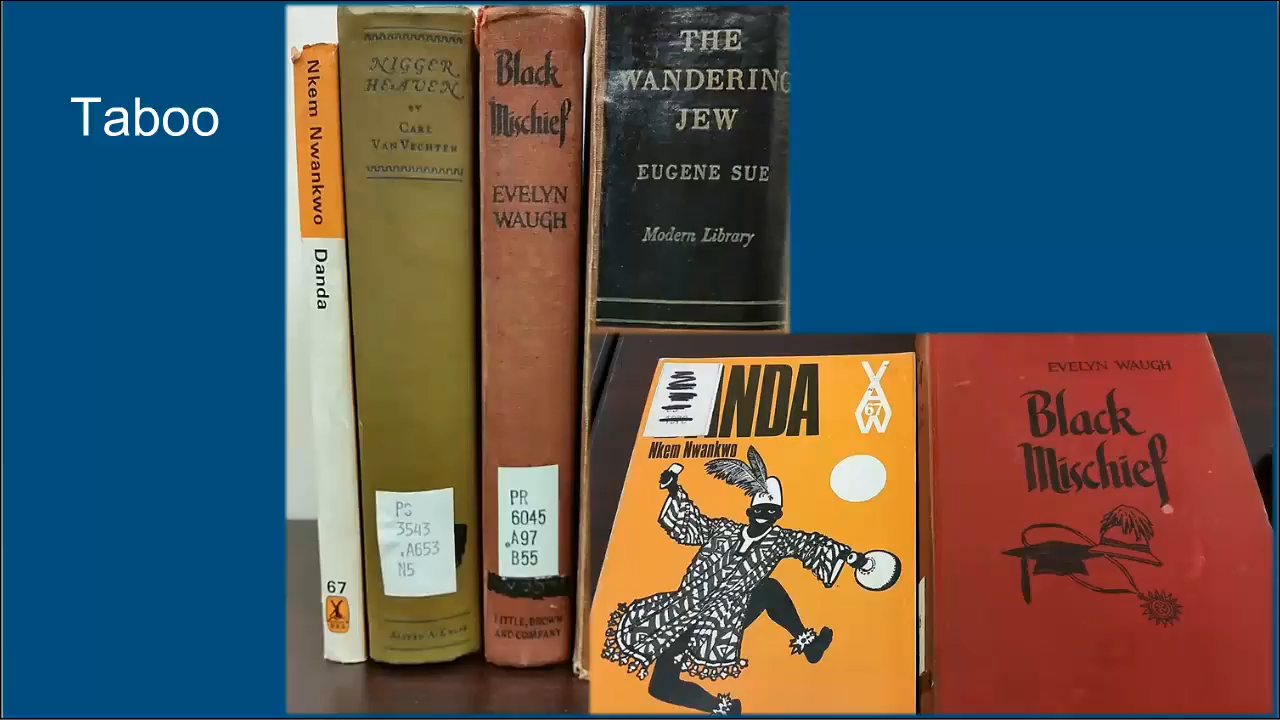 Taboo
Nkem Nwankwo
Danda
67
NIGGER
HEAVEN
BY
CARL
VAN VECHTEN
PS
3543
.A653
N5
ALFRED A. KNOPF
Black
Mischief
EVELYN
WAUGH
PR
6045
.A97
B55
LITTLE, BROWN
AND COMPANY
THE
WANDERING
JEW
EUGENE SUE
Modern Library
NDA
Nkem Nwankwo
67
EVELYN WAUGH
Black
Mischief